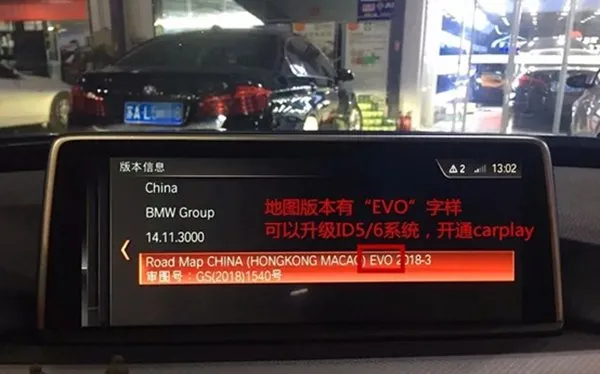 苏A·L
版本信息
2
13:02
China
BMW Group
14.11.3000
地图版本有“EVO”字样
可以升级ID5/6系统，开通carplay
Road Map CHINA (HONGKONG MACAO) EVO 2018-3
审图号：GS(2018)1540号